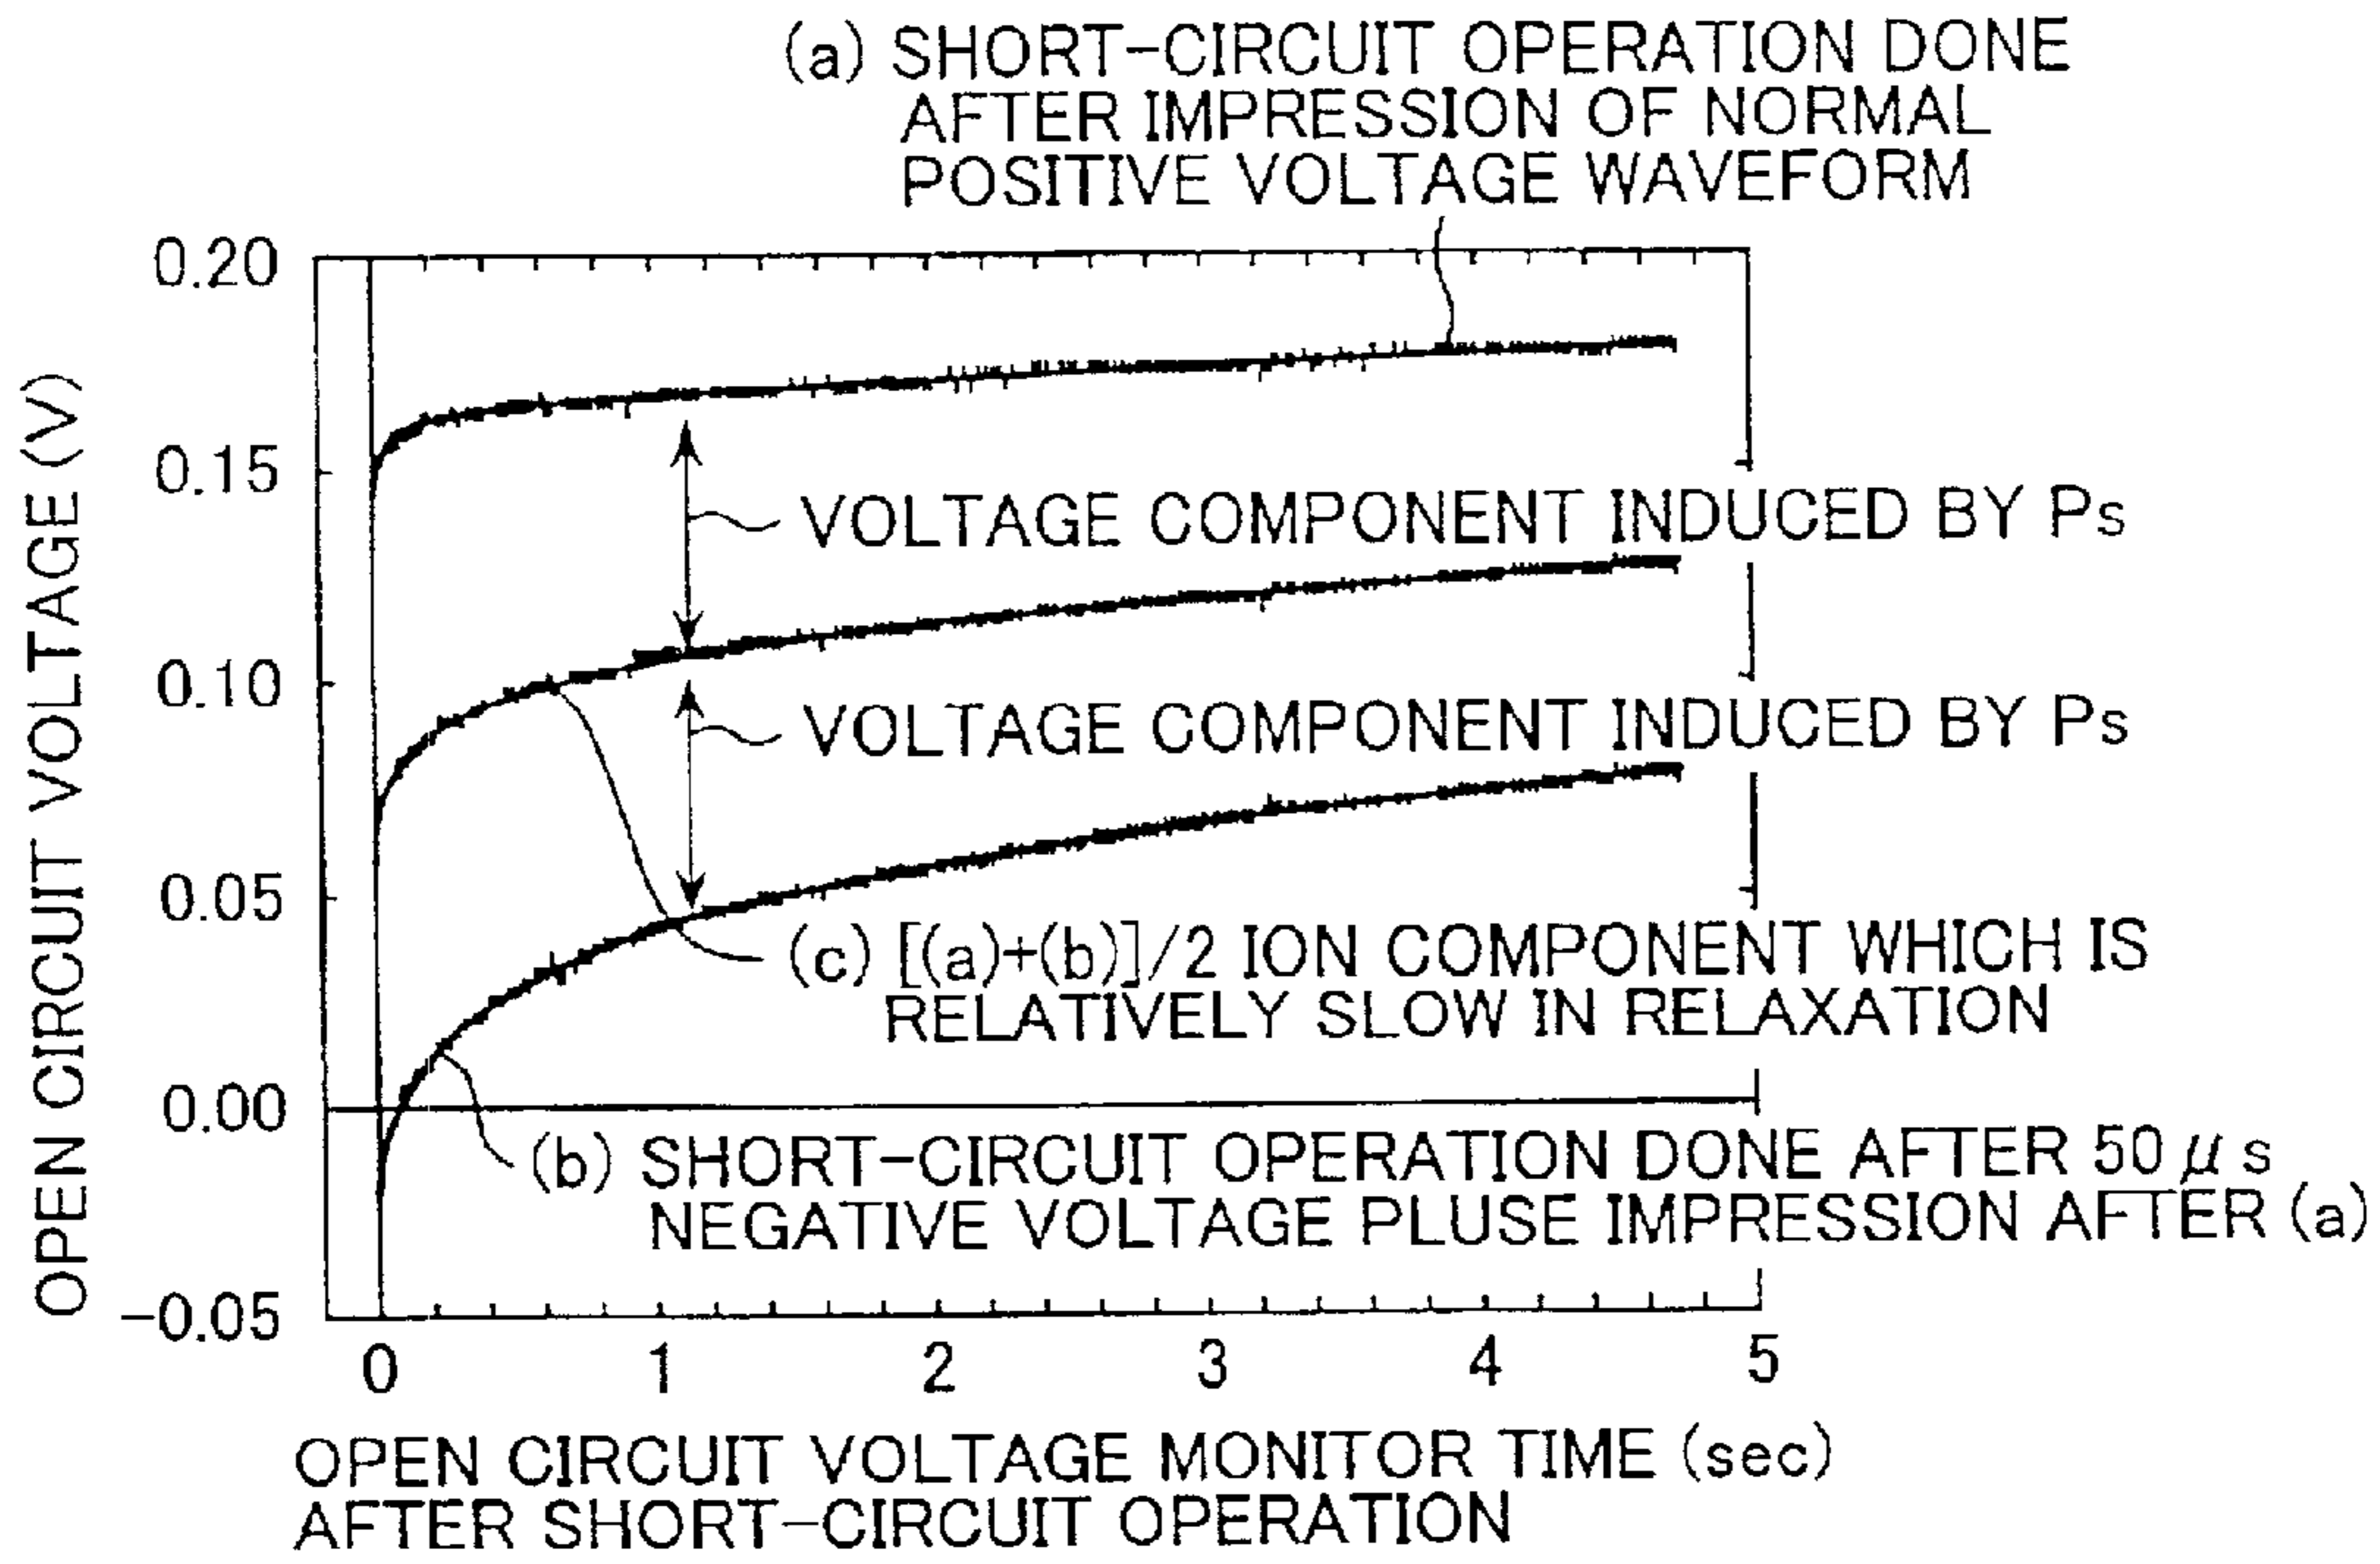 (a) SHORT-CIRCUIT OPERATION DONE
AFTER IMPRESSION OF NORMAL
POSITIVE VOLTAGE WAVEFORM
OPEN CIRCUIT VOLTAGE (V)
0.20
0.15
0.10
0.05
0.00
-0.05
VOLTAGE COMPONENT INDUCED BY Ps
VOLTAGE COMPONENT INDUCED BY Ps
(c) [(a)+(b)]/2 ION COMPONENT WHICH IS
RELATIVELY SLOW IN RELAXATION
(b) SHORT-CIRCUIT OPERATION DONE AFTER 50 μs
NEGATIVE VOLTAGE PLUSE IMPRESSION AFTER (a)
0 1 2 3 4 5
OPEN CIRCUIT VOLTAGE MONITOR TIME (sec)
AFTER SHORT-CIRCUIT OPERATION